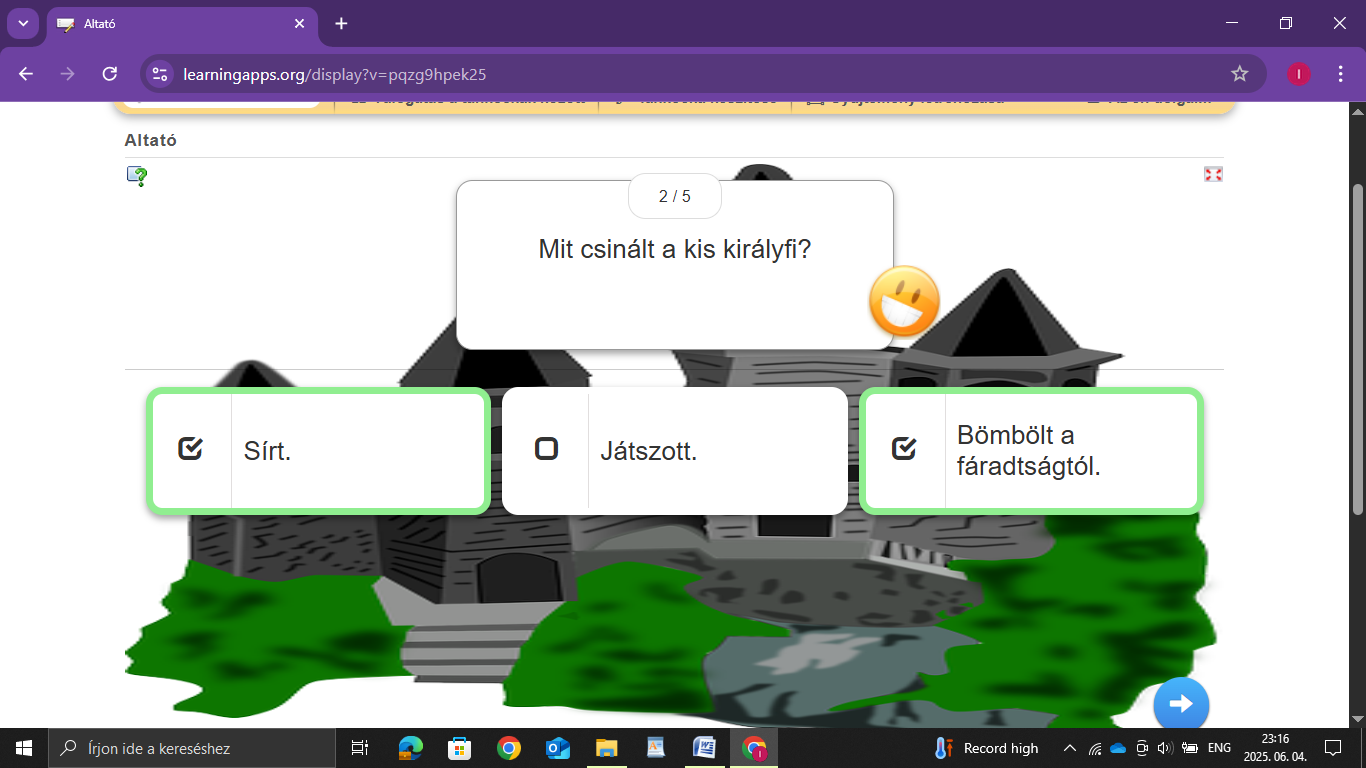 Altató
learningapps.org/display?v=pqzg9hpek25
I
Altató
2 / 5
Mit csinált a kis királyfi?
Sírt.
Játszott.
Bömbölt a
fáradtságtól.
Írjon ide a kereséshez
Record high
ENG
23:16
2025. 06. 04.